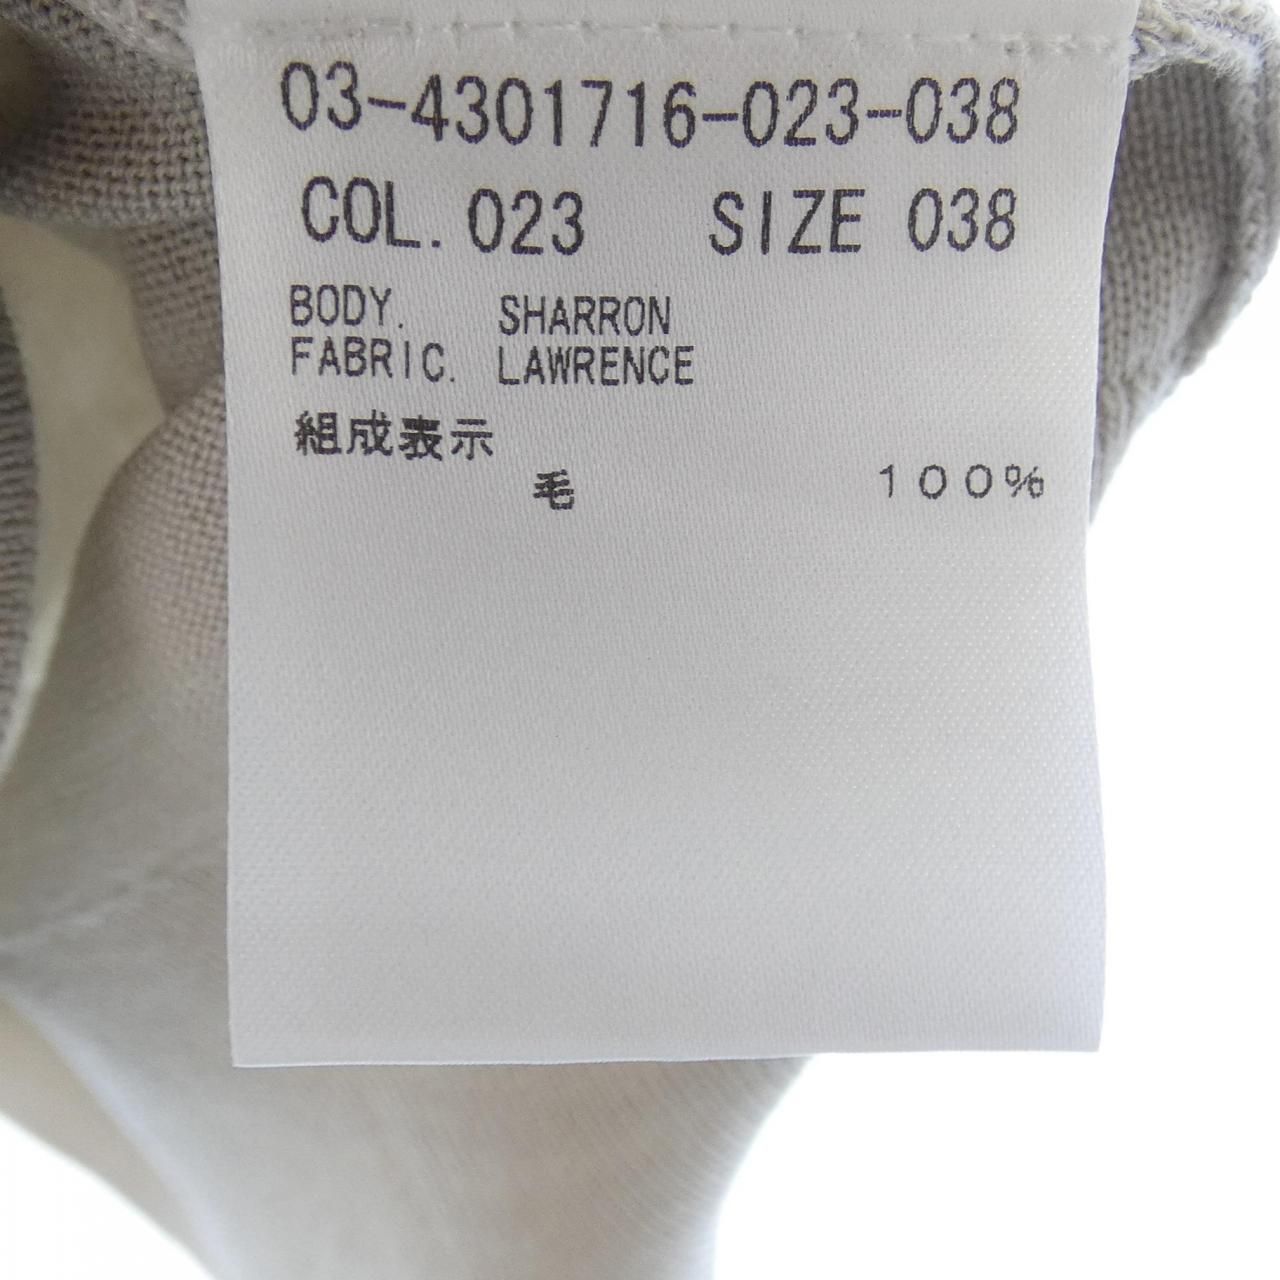 03-4301716-023-038
COL. 023 SIZE 038
BODY. SHARRON
FABRIC. LAWRENCE
組成表示
毛 100%